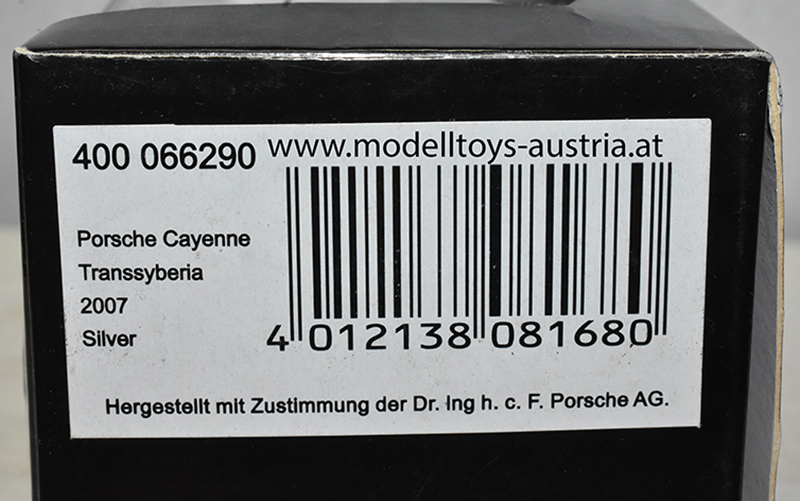 400 066290 www.modelltoys-austria.at
Porsche Cayenne
Transsyberia
2007
Silver
4 012138 081680
Hergestellt mit Zustimmung der Dr. Ing h. c. F. Porsche AG.